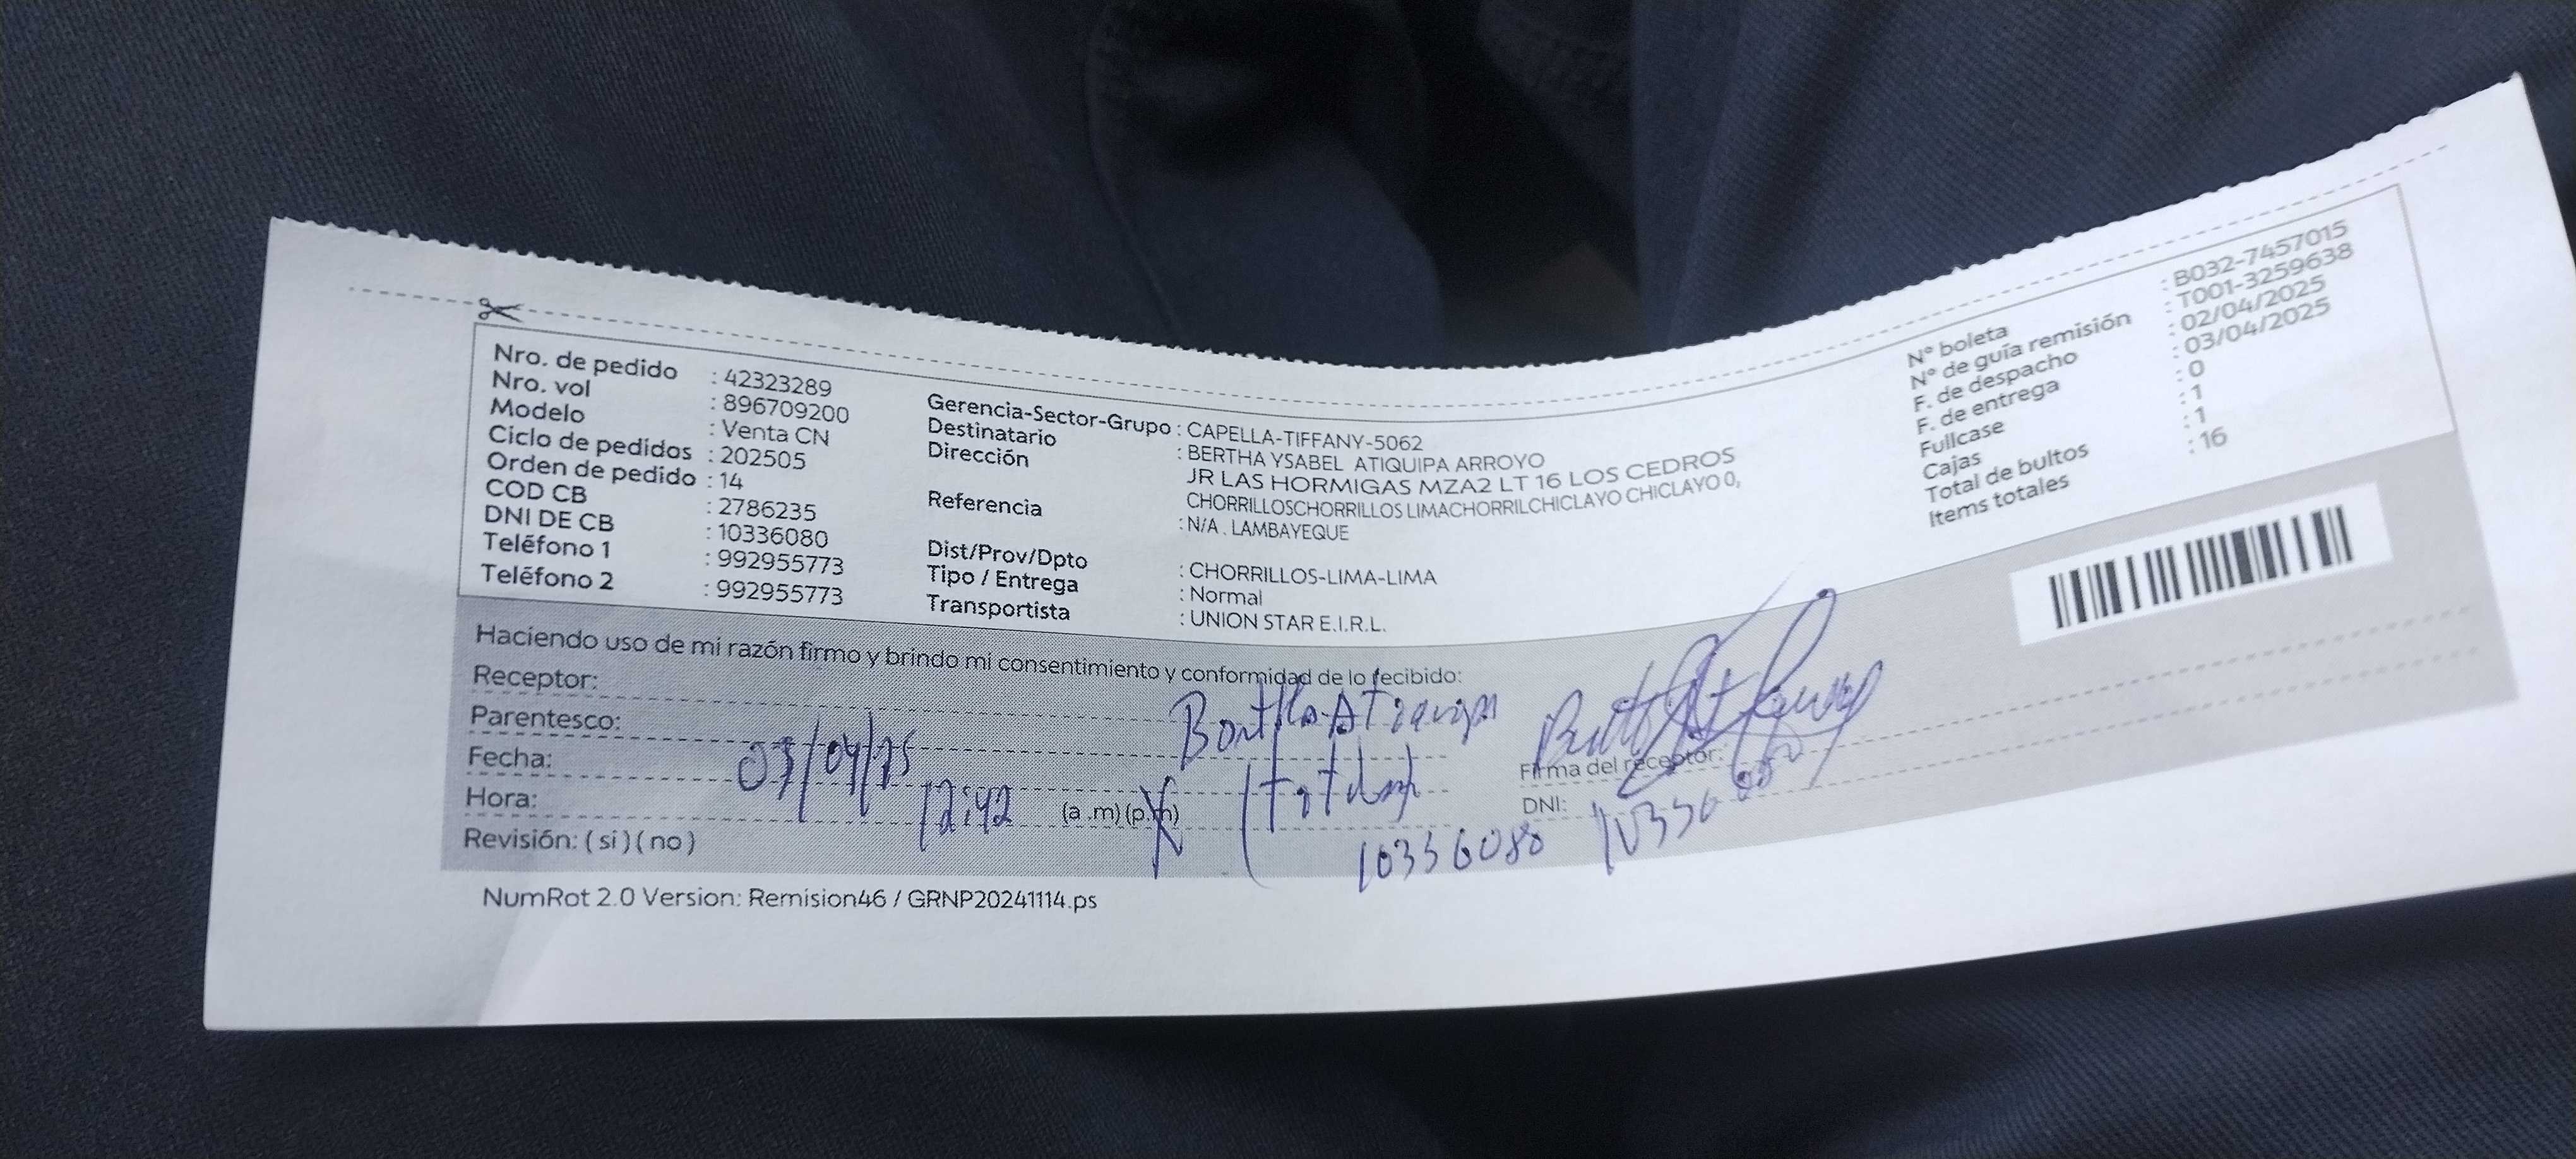 Nro. de pedido : 42323289
Nro. vol : 896709200
Modelo : Venta CN
Ciclo de pedidos : 202505
Orden de pedido : 14
COD CB : 2786235
DNI DE CB : 10336080
Teléfono 1 : 992955773
Teléfono 2 : 992955773
Gerencia-Sector-Grupo : CAPELLA-TIFFANY-5062
Destinatario : BERTHA YSABEL ATIQUIPA ARROYO
Dirección JR LAS HORMIGAS MZA2 LT 16 LOS CEDROS
CHORRILLOSCHORRILLOS LIMACHORRILCHICLAYO CHICLAYO 0,
Referencia : N/A . LAMBAYEQUE
Dist/Prov/Dpto : CHORRILLOS-LIMA-LIMA
Tipo / Entrega : Normal
Transportista : UNION STAR E.I.R.L.
N° boleta : B032-7457015
N° de guía remisión : T001-3259638
F. de despacho : 02/04/2025
F. de entrega : 03/04/2025
Fullcase : 0
Cajas : 1
Total de bultos : 1
Items totales : 16
Haciendo uso de mi razón firmo y brindo mi consentimiento y conformidad de lo recibido:
Receptor:
Parentesco:
Fecha: 03/04/25
Hora: 12:42 (a .m) (p.m)
Revisión: ( si ) ( no )
10336080
Firma del receptor:
DNI:
NumRot 2.0 Version: Remision46 / GRNP20241114.ps